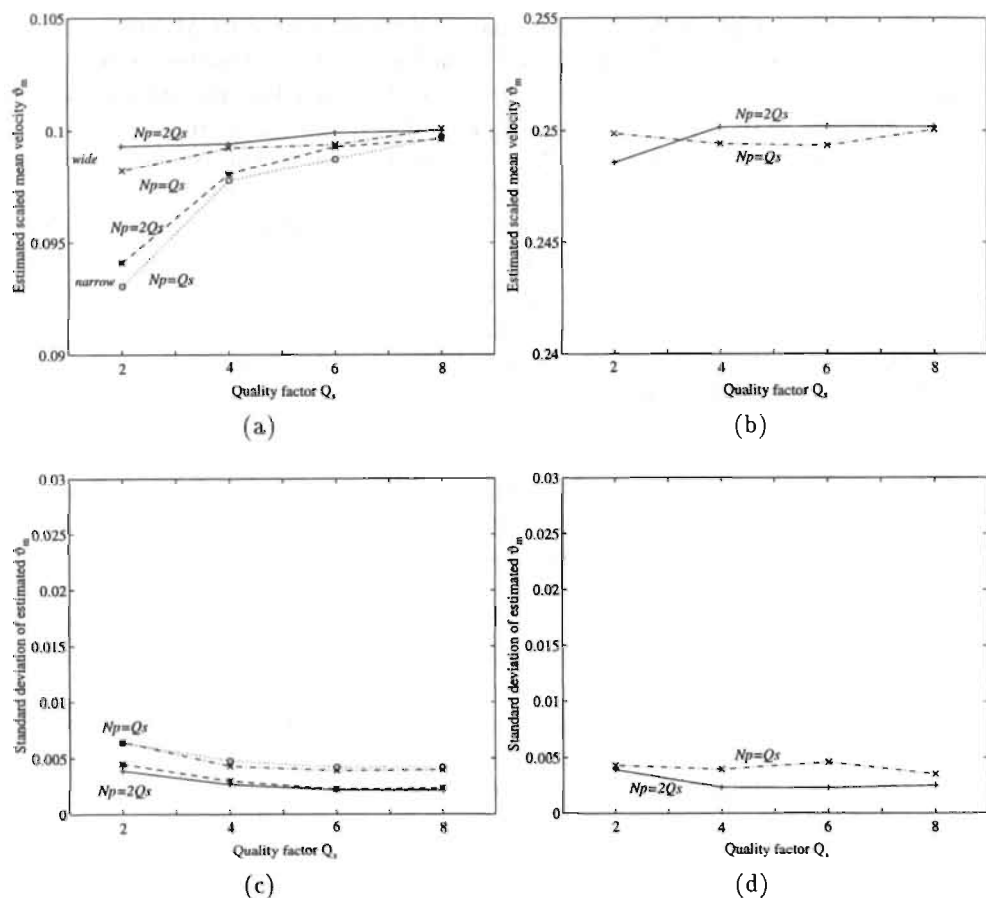 0.105
0.1
0.095
0.09
Estimated scaled mean velocity v̂m
Np=2Qs
wide
Np=Qs
Np=2Qs
narrow
Np=Qs
2
4
6
8
Quality factor Qs
(a)
0.255
0.25
0.245
0.24
Estimated scaled mean velocity v̂m
Np=2Qs
Np=Qs
2
4
6
8
Quality factor Qs
(b)
0.03
0.025
0.02
0.015
0.01
0.005
0
Standard deviation of estimated v̂m
Np=Qs
Np=2Qs
2
4
6
8
Quality factor Qs
(c)
0.03
0.025
0.02
0.015
0.01
0.005
0
Standard deviation of estimated v̂m
Np=Qs
Np=2Qs
2
4
6
8
Quality factor Qs
(d)